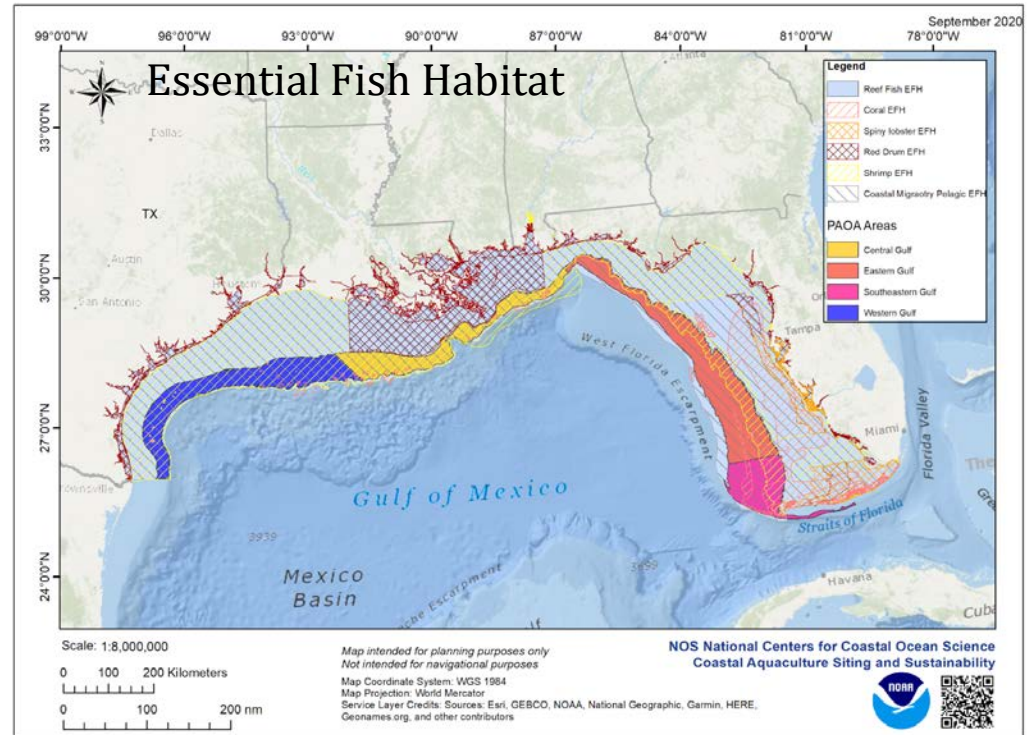 September 2020
99°0'0"W 96°0'0"W 93°0'0"W 90°0'0"W 87°0'0"W 84°0'0"W 81°0'0"W 78°0'0"W
Essential Fish Habitat
33°0'0"N
30°0'0"N
27°0'0"N
24°0'0"N
Legend
Reef Fish EFH
Coral EFH
Spiny lobster EFH
Red Drum EFH
Shrimp EFH
Coastal Migraotry Pelagic EFH
PAOA Areas
Central Gulf
Eastern Gulf
Southeastern Gulf
Western Gulf
Atlanta
Dallas
TX
Austin
San Antonio
Tampa
West Florida Escarpment
Miami
Florida Valley
The
Gulf of Mexico
Straits of Florida
3939
Mexico
Basin
Havana
Cuba
Scale: 1:8,000,000
0 100 200 Kilometers
0 100 200 nm
Map intended for planning purposes only
Not intended for navigational purposes
Map Coordinate System: WGS 1984
Map Projection: World Mercator
Service Layer Credits: Sources: Esri, GEBCO, NOAA, National Geographic, Garmin, HERE,
Geonames.org, and other contributors
NOS National Centers for Coastal Ocean Science
Coastal Aquaculture Siting and Sustainability
NOAA